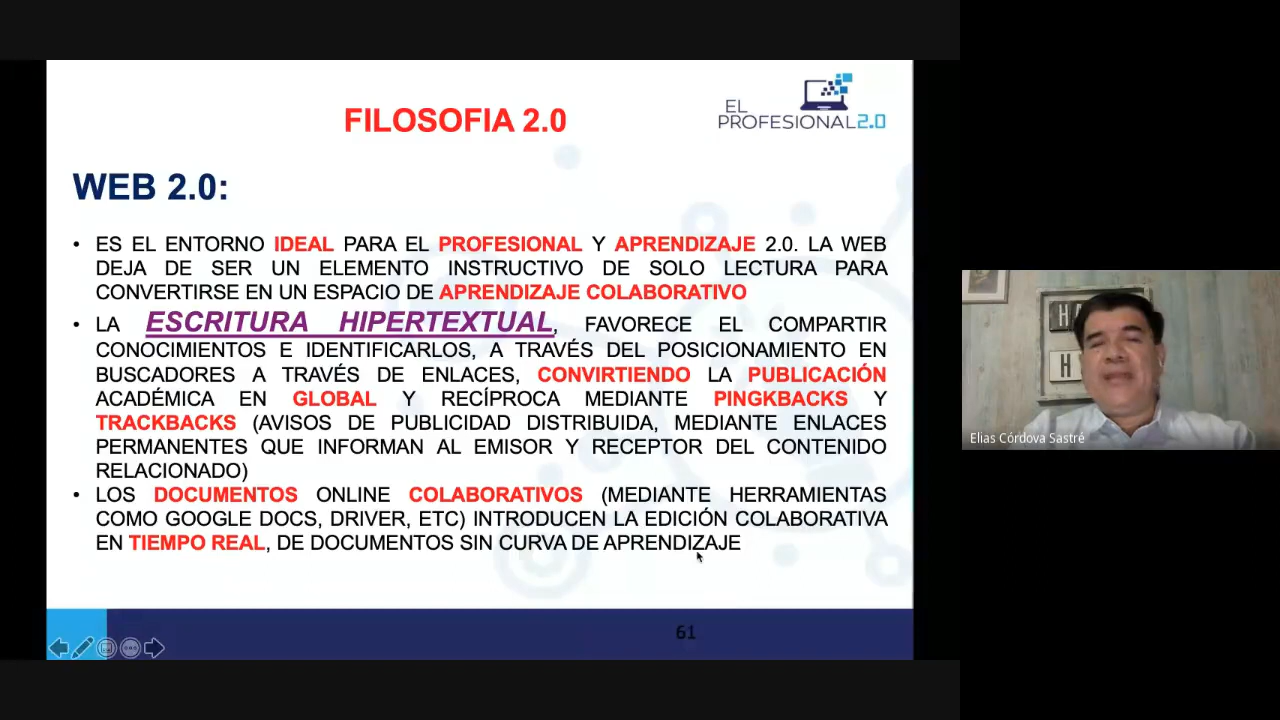 FILOSOFIA 2.0
EL
PROFESIONAL2.0
WEB 2.0:
• ES EL ENTORNO IDEAL PARA EL PROFESIONAL Y APRENDIZAJE 2.0. LA WEB
DEJA DE SER UN ELEMENTO INSTRUCTIVO DE SOLO LECTURA PARA
CONVERTIRSE EN UN ESPACIO DE APRENDIZAJE COLABORATIVO
• LA ESCRITURA HIPERTEXTUAL, FAVORECE EL COMPARTIR
CONOCIMIENTOS E IDENTIFICARLOS, A TRAVÉS DEL POSICIONAMIENTO EN
BUSCADORES A TRAVÉS DE ENLACES, CONVIRTIENDO LA PUBLICACIÓN
ACADÉMICA EN GLOBAL Y RECÍPROCA MEDIANTE PINGKBACKS Y
TRACKBACKS (AVISOS DE PUBLICIDAD DISTRIBUIDA, MEDIANTE ENLACES
PERMANENTES QUE INFORMAN AL EMISOR Y RECEPTOR DEL CONTENIDO
RELACIONADO)
• LOS DOCUMENTOS ONLINE COLABORATIVOS (MEDIANTE HERRAMIENTAS
COMO GOOGLE DOCS, DRIVER, ETC) INTRODUCEN LA EDICIÓN COLABORATIVA
EN TIEMPO REAL, DE DOCUMENTOS SIN CURVA DE APRENDIZAJE
61
Elias Córdova Sastré